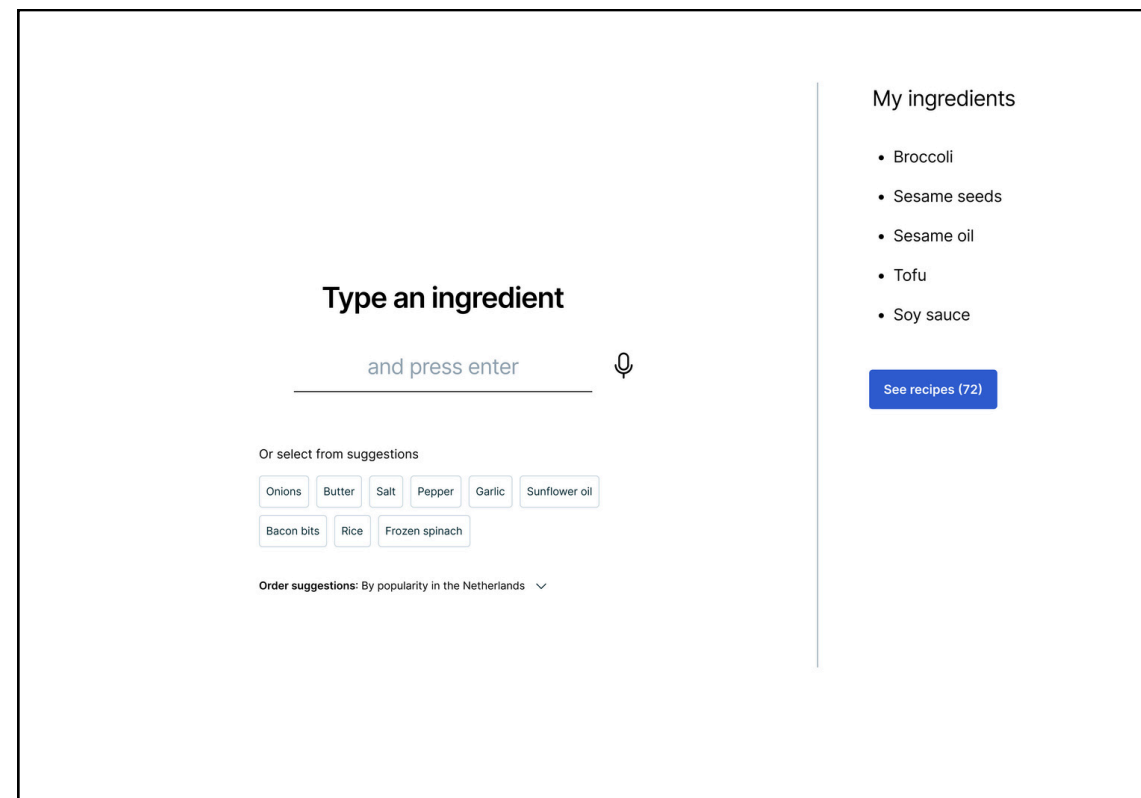 My ingredients
Broccoli
Sesame seeds
Sesame oil
Tofu
Soy sauce
See recipes (72)
Type an ingredient
and press enter
Or select from suggestions
Onions Butter Salt Pepper Garlic Sunflower oil
Bacon bits Rice Frozen spinach
Order suggestions: By popularity in the Netherlands